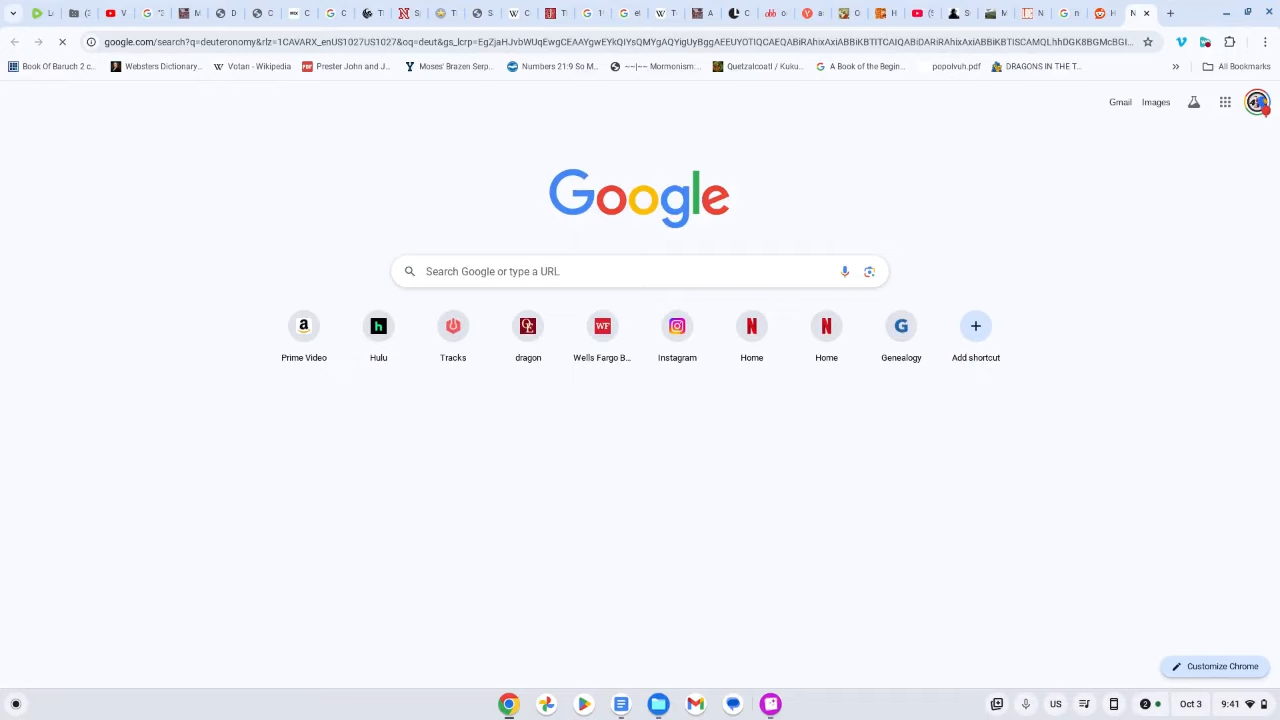 google.com/search?q=deuteronomy&rlz=1CAVARX_enUS1027US1027&oq=deut&gs_lcrp=
Book Of Baruch 2 c...
Websters Dictionary...
Votan - Wikipedia
Prester John and J...
Moses' Brazen Serp...
Numbers 21:9 So M...
~~|~~ Mormonism:...
Quetzalcoatl / Kuku...
A Book of the Begin...
popolvuh.pdf
DRAGONS IN THE T...
All Bookmarks
Gmail
Images
Google
Search Google or type a URL
Prime Video
Hulu
Tracks
dragon
Wells Fargo B...
Instagram
Home
Home
Genealogy
Add shortcut
Customize Chrome
US
2
Oct 3
9:41